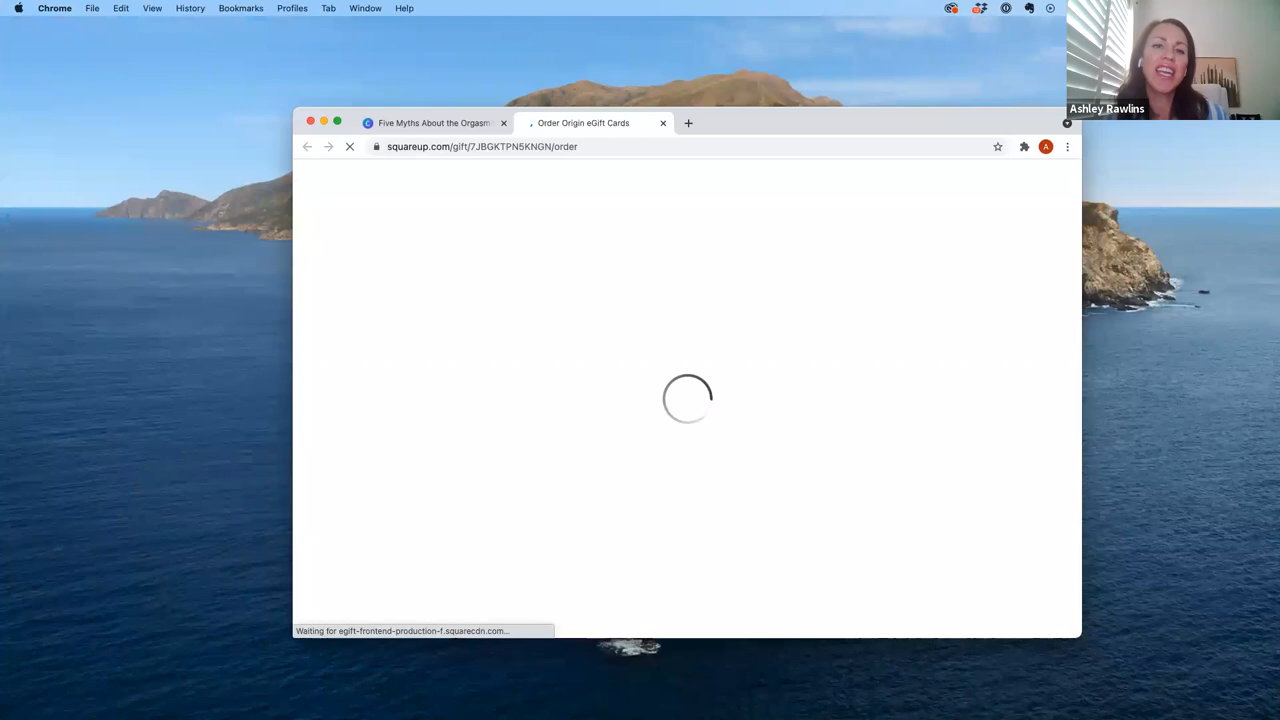 Chrome File Edit View History Bookmarks Profiles Tab Window Help
Ashley Rawlins
Five Myths About the Orgasm
Order Origin eGift Cards
squareup.com/gift/7JBGKTPN5KNGN/order
A
Waiting for egift-frontend-production-f.squarecdn.com...